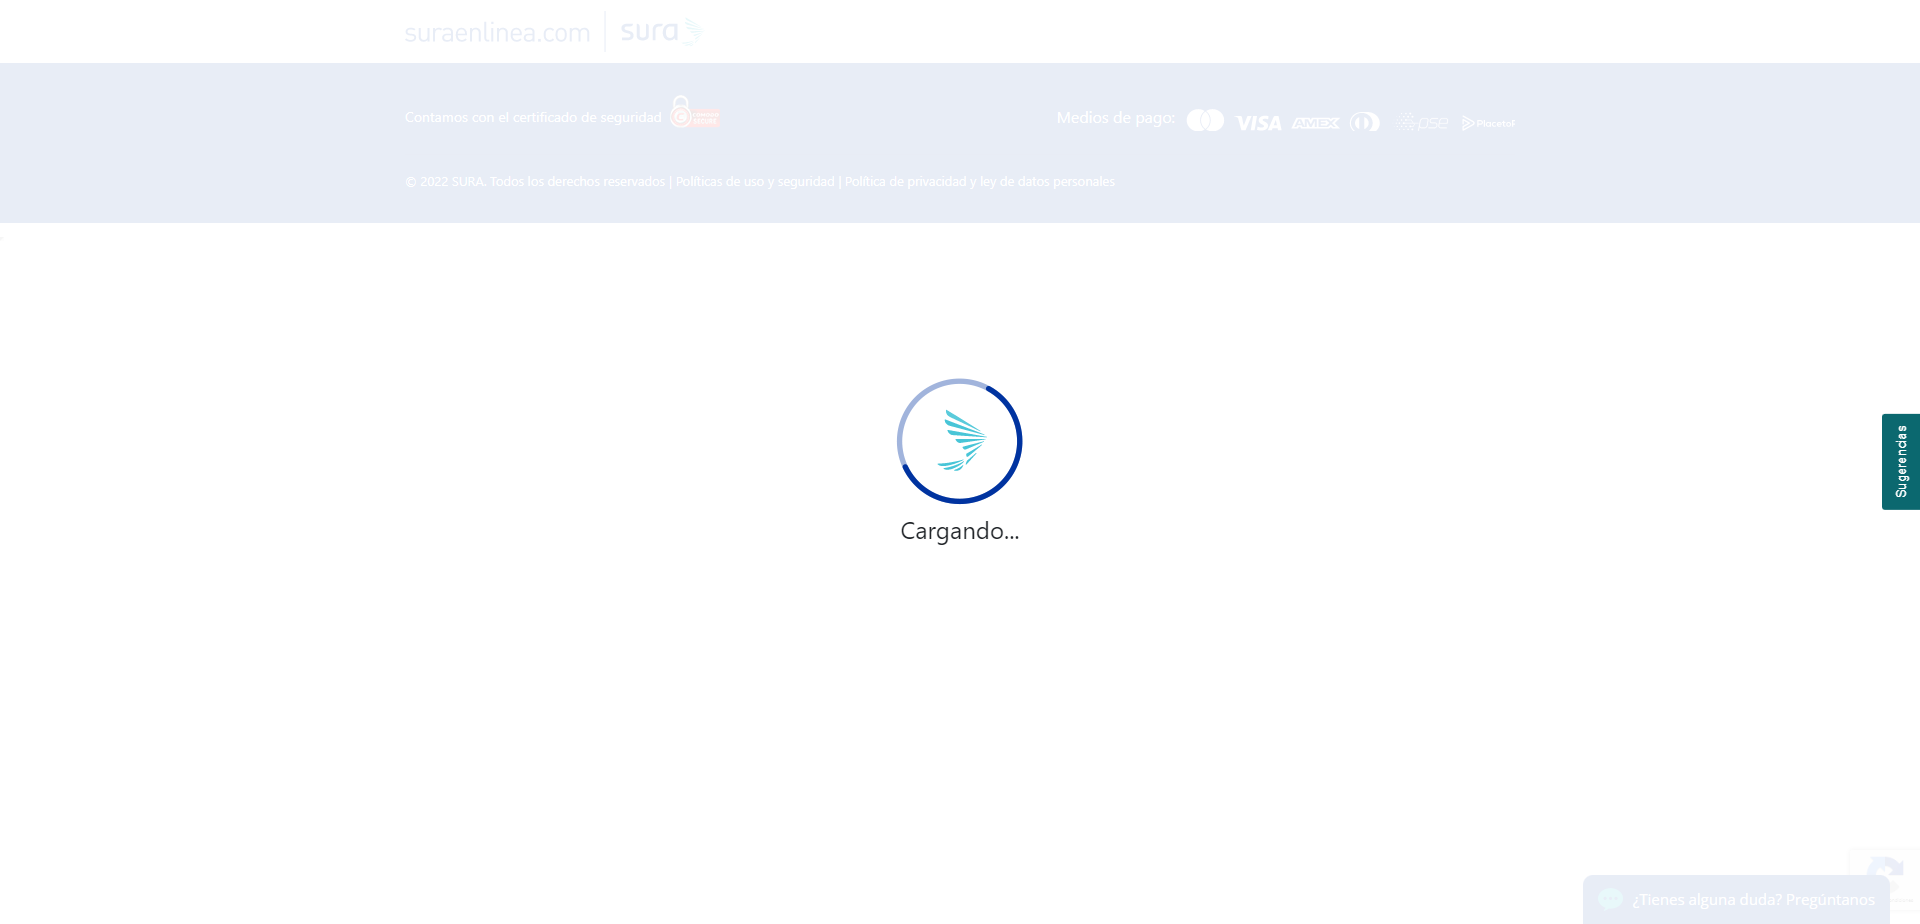 suraenlinea.com | sura
Contamos con el certificado de seguridad
Medios de pago: VISA AMEX pse Placetop
© 2022 SURA. Todos los derechos reservados | Políticas de uso y seguridad | Política de privacidad y ley de datos personales
Cargando...
Sugerencias
¿Tienes alguna duda? Pregúntanos